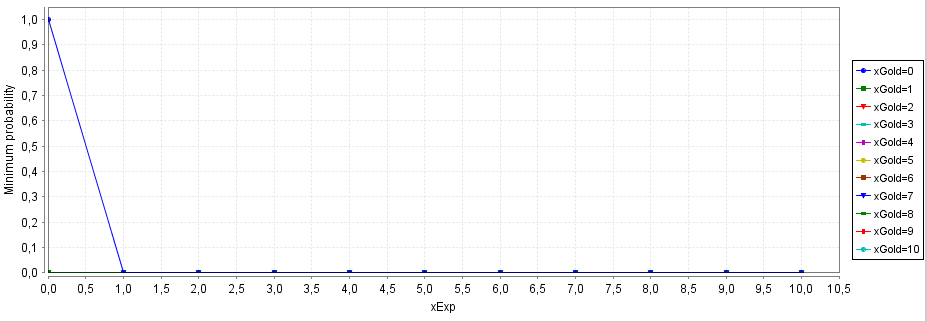 1,0
0,9
0,8
0,7
0,6
0,5
0,4
0,3
0,2
0,1
0,0
Minimum probability
0,0 0,5 1,0 1,5 2,0 2,5 3,0 3,5 4,0 4,5 5,0 5,5 6,0 6,5 7,0 7,5 8,0 8,5 9,0 9,5 10,0 10,5
xExp
xGold=0
xGold=1
xGold=2
xGold=3
xGold=4
xGold=5
xGold=6
xGold=7
xGold=8
xGold=9
xGold=10